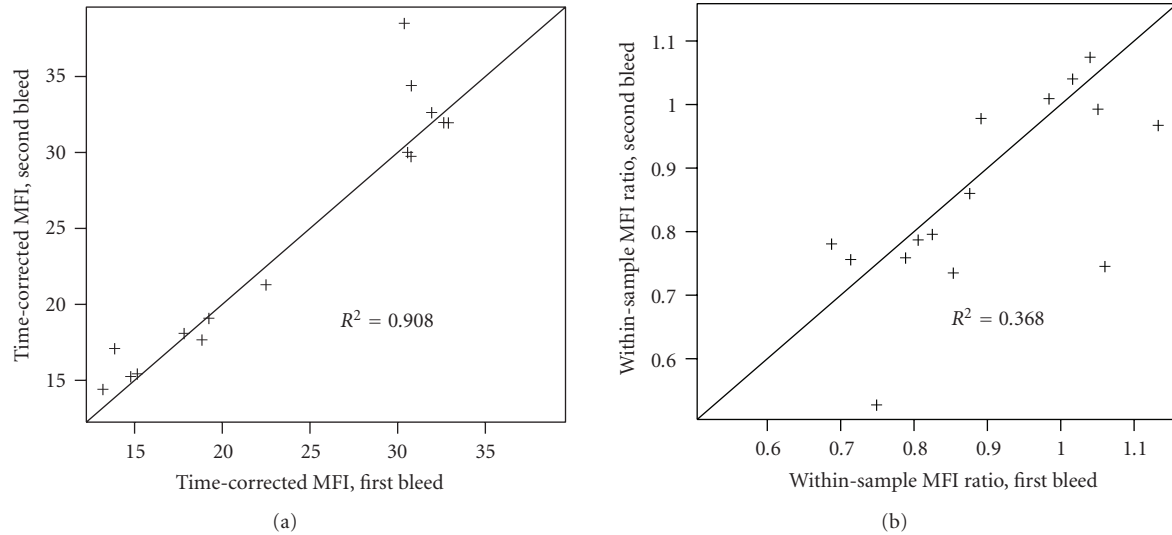 35
30
25
20
15
Time-corrected MFI, second bleed
R² = 0.908
15 20 25 30 35
Time-corrected MFI, first bleed
(a)
1.1
1
0.9
0.8
0.7
0.6
Within-sample MFI ratio, second bleed
R² = 0.368
0.6 0.7 0.8 0.9 1 1.1
Within-sample MFI ratio, first bleed
(b)